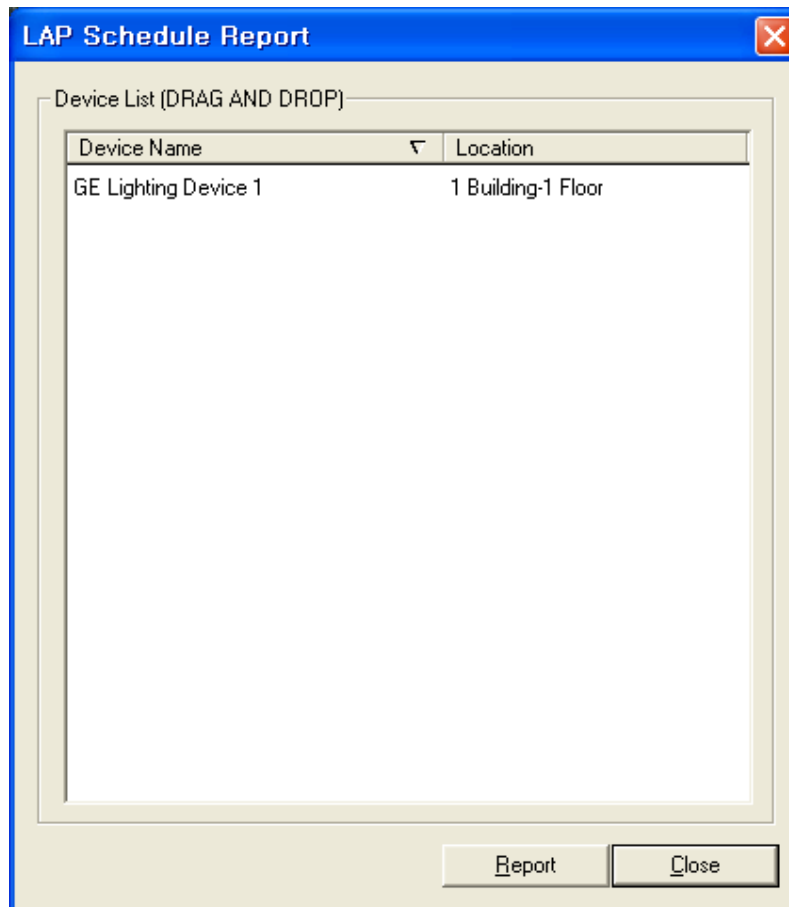 LAP Schedule Report
Device List (DRAG AND DROP)
Device Name Location
GE Lighting Device 1 1 Building-1 Floor
Report Close